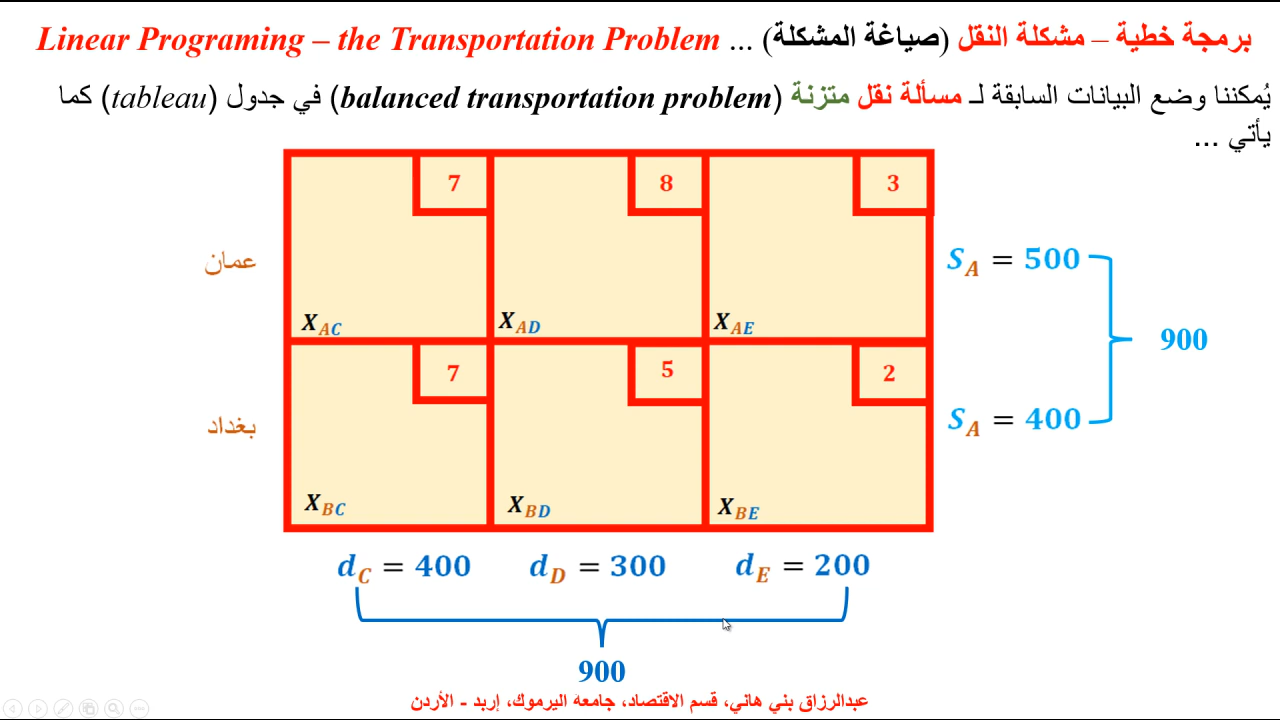 برمجة خطية – مشكلة النقل (صياغة المشكلة) ... Linear Programing – the Transportation Problem
يُمكننا وضع البيانات السابقة لـ مسألة نقل متزنة (balanced transportation problem) في جدول (tableau) كما
يأتي ...
7 8 3
عمان S_A = 500
X_AC X_AD X_AE
900
7 5 2
بغداد S_A = 400
X_BC X_BD X_BE
d_C = 400 d_D = 300 d_E = 200
900
عبدالرزاق بني هاني، قسم الاقتصاد، جامعه اليرموك، إربد - الأردن